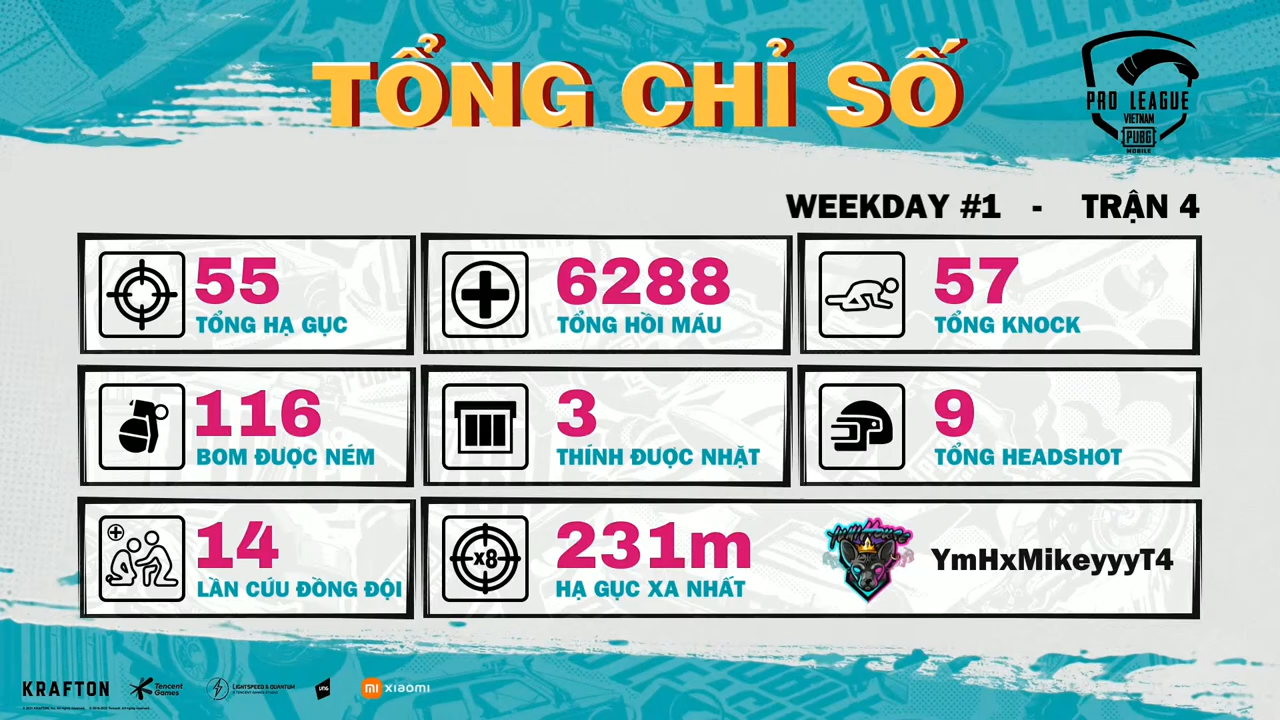 TỔNG CHỈ SỐ
PRO LEAGUE
VIETNAM
PUBG
MOBILE
WEEKDAY #1 - TRẬN 4
55
TỔNG HẠ GỤC
6288
TỔNG HỒI MÁU
57
TỔNG KNOCK
116
BOM ĐƯỢC NÉM
3
THÍNH ĐƯỢC NHẶT
9
TỔNG HEADSHOT
14
LẦN CỨU ĐỒNG ĐỘI
x8
231m
HẠ GỤC XA NHẤT
YmHxMikeyyyT4
KRAFTON
Tencent Games
LIGHTSPEED & QUANTUM
VNG
mi xiaomi